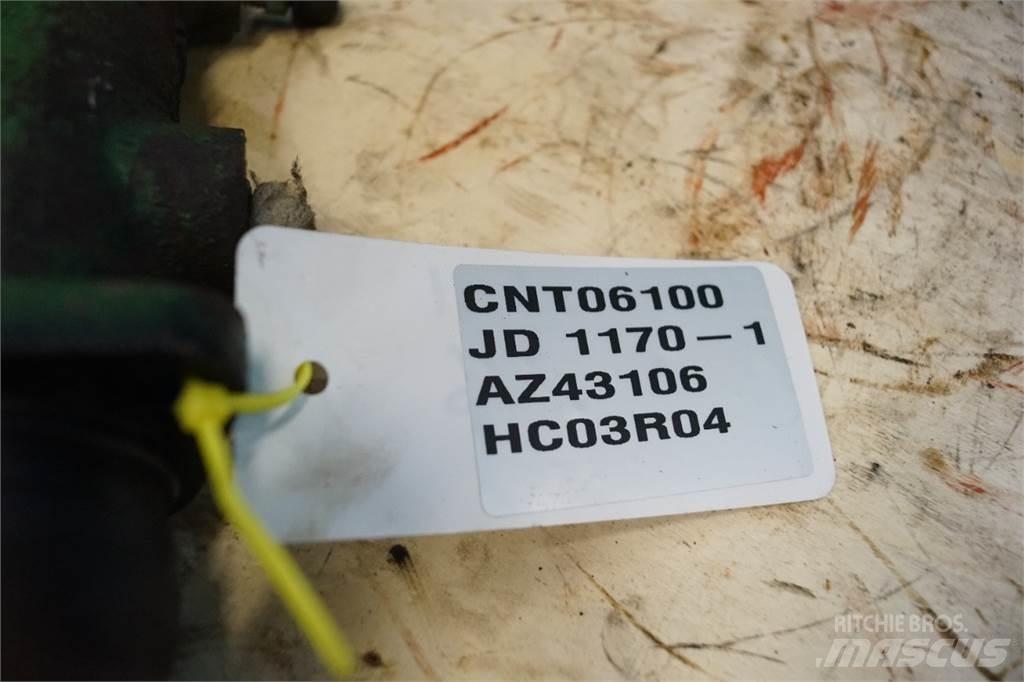 CNT06100
JD 1170-1
AZ43106
HC03R04
RITCHIE BROS.
MASCUS